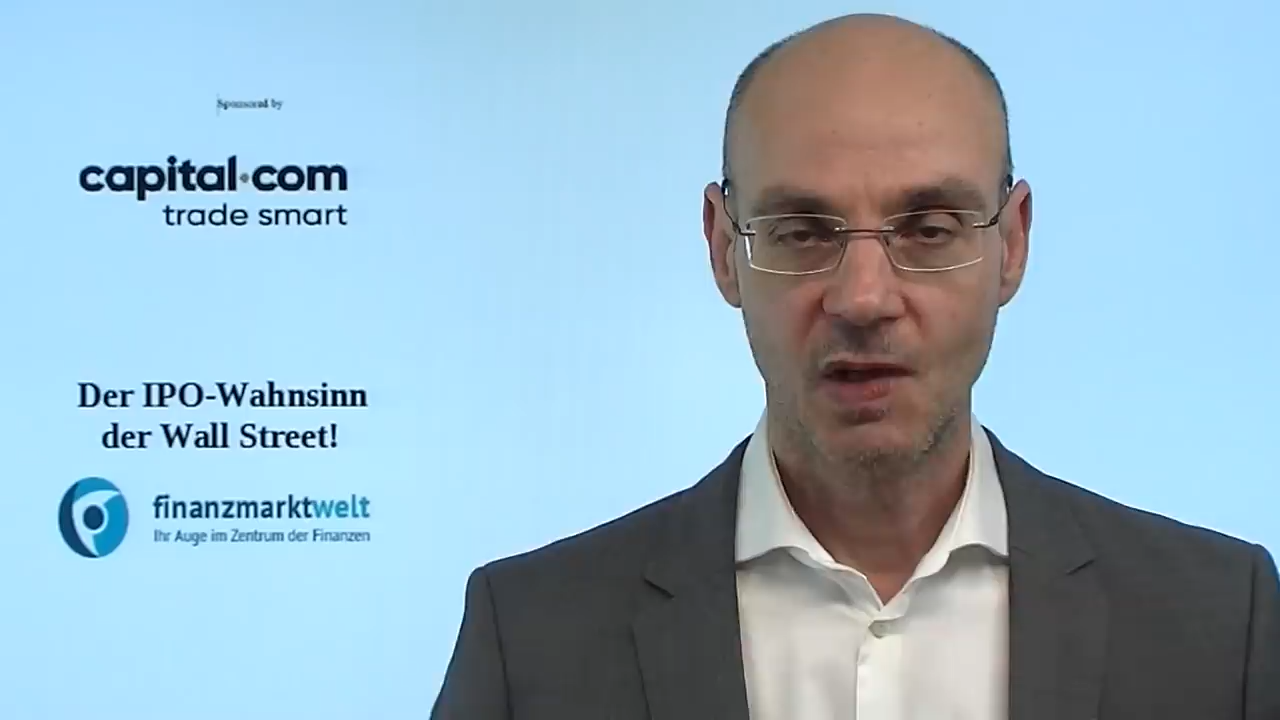 Sponsored by
capital.com
trade smart
Der IPO-Wahnsinn
der Wall Street!
finanzmarktwelt
Ihr Auge im Zentrum der Finanzen